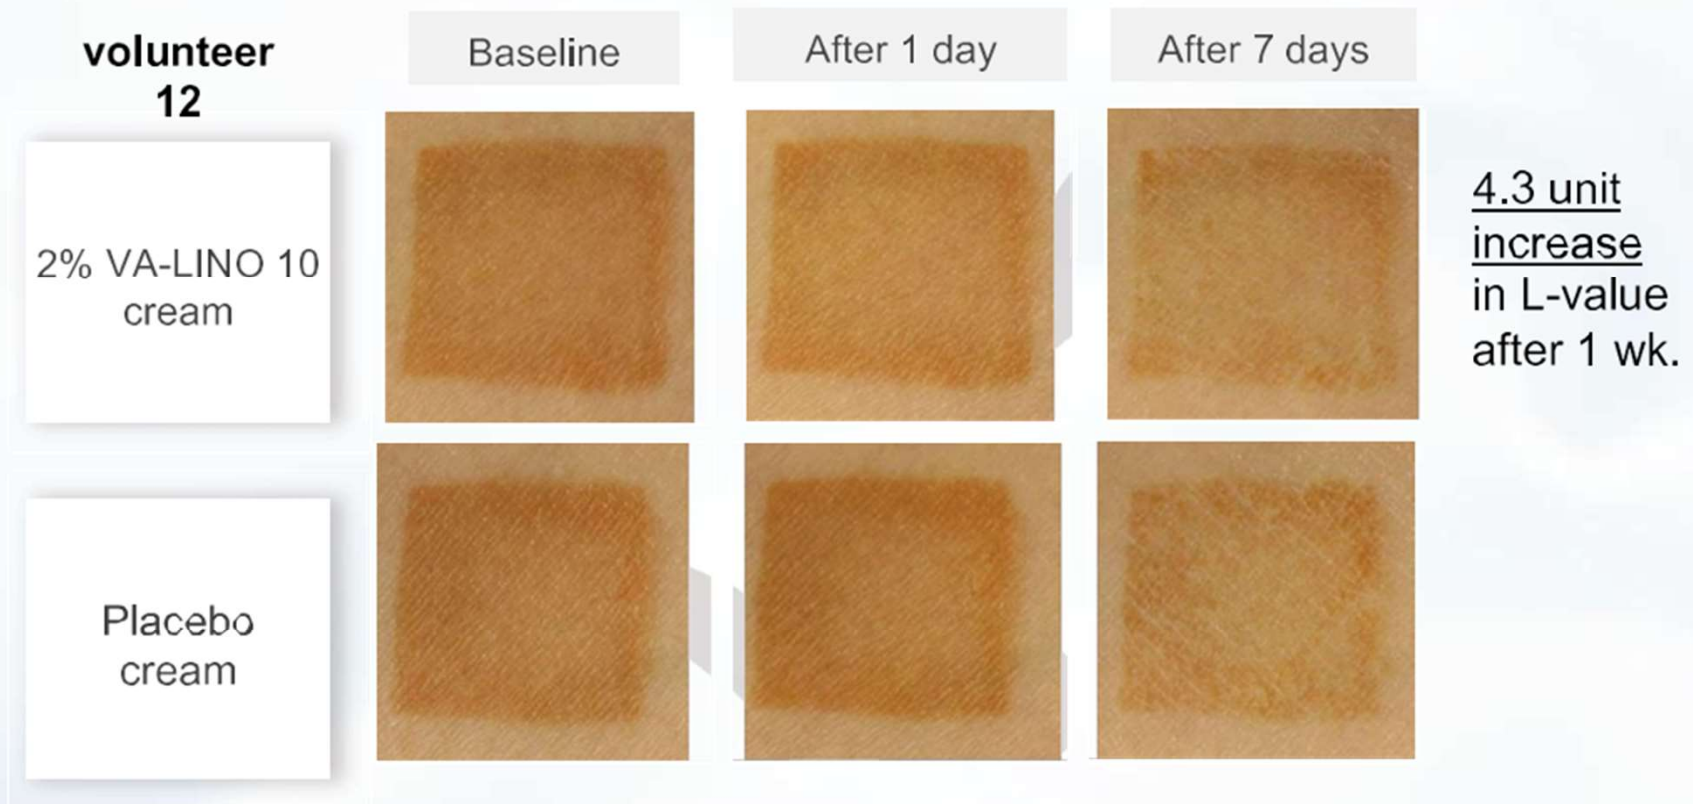 volunteer
12
Baseline
After 1 day
After 7 days
2% VA-LINO 10
cream
4.3 unit
increase
in L-value
after 1 wk.
Placebo
cream